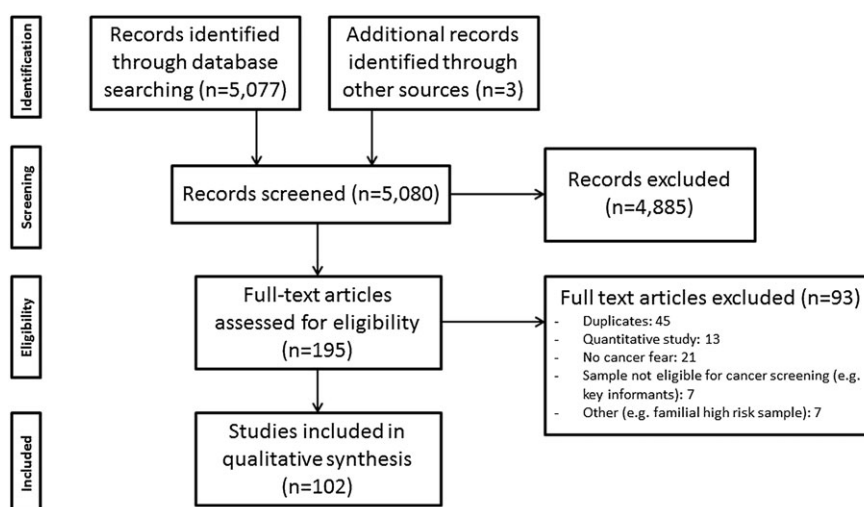 Identification
Records identified
through database
searching (n=5,077)
Additional records
identified through
other sources (n=3)
Screening
Records screened (n=5,080)
Records excluded
(n=4,885)
Eligibility
Full-text articles
assessed for eligibility
(n=195)
Full text articles excluded (n=93)
- Duplicates: 45
- Quantitative study: 13
- No cancer fear: 21
- Sample not eligible for cancer screening (e.g.
key informants): 7
- Other (e.g. familial high risk sample): 7
Included
Studies included in
qualitative synthesis
(n=102)